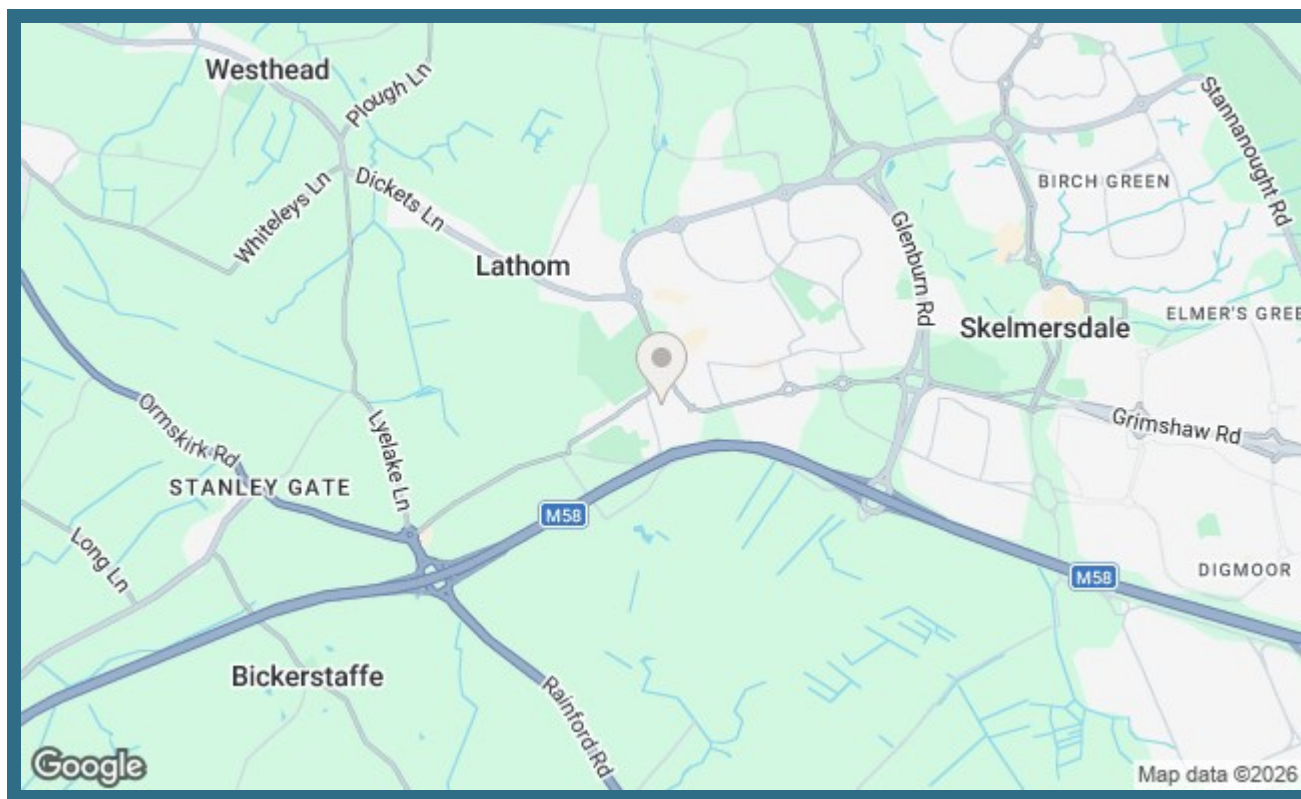 Westhead
Plough Ln
Stannanought Rd
BIRCH GREEN
Dickets Ln
Whiteleys Ln
Glenburn Rd
Lathom
ELMER'S GREE
Skelmersdale
Ormskirk Rd
Lyelake Ln
Grimshaw Rd
STANLEY GATE
M58
Long Ln
DIGMOOR
M58
Bickerstaffe
Rainford Rd
Google
Map data ©2026